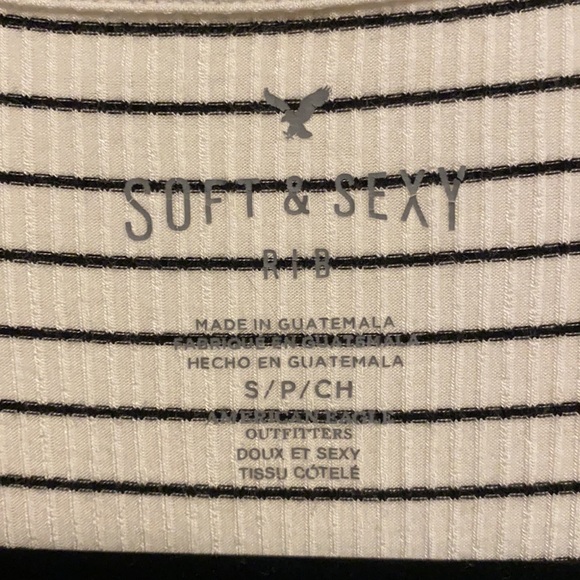 SOFT & SEXY
RIB
MADE IN GUATEMALA
FABRIQUÉ EN GUATEMALA
HECHO EN GUATEMALA
S/P/CH
AMERICAN EAGLE
OUTFITTERS
DOUX ET SEXY
TISSU CÔTELÉ